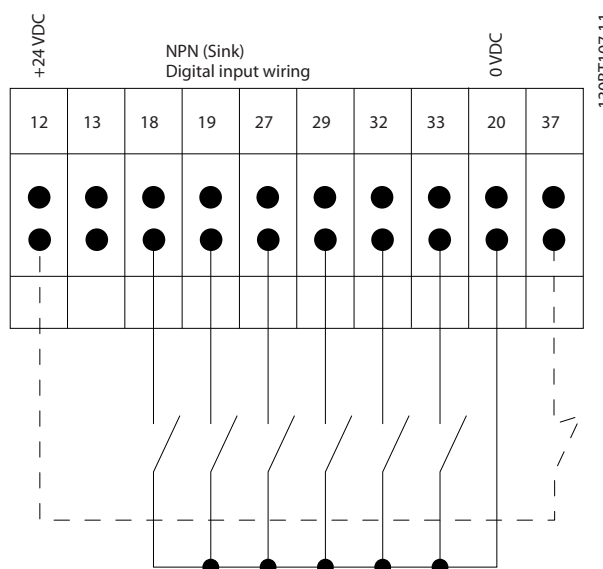 +24 VDC
NPN (Sink)
Digital input wiring
0 VDC
12 13 18 19 27 29 32 33 20 37